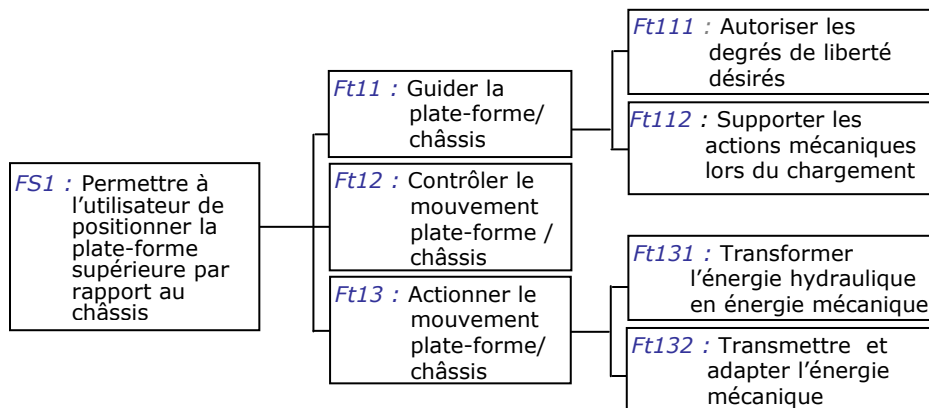 FS1 : Permettre à
l’utilisateur de
positionner la
plate-forme
supérieure par
rapport au
châssis
Ft11 : Guider la
plate-forme/
châssis
Ft12 : Contrôler le
mouvement
plate-forme /
châssis
Ft13 : Actionner le
mouvement
plate-forme/
châssis
Ft111 : Autoriser les
degrés de liberté
désirés
Ft112 : Supporter les
actions mécaniques
lors du chargement
Ft131 : Transformer
l’énergie hydraulique
en énergie mécanique
Ft132 : Transmettre et
adapter l’énergie
mécanique